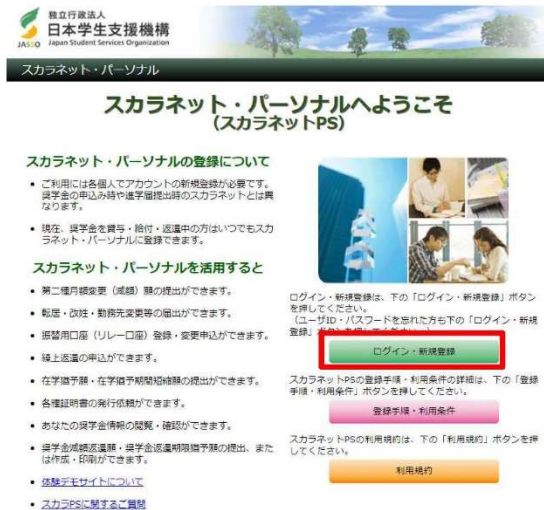 独立行政法人
日本学生支援機構
JASSO Japan Student Services Organization
スカラネット・パーソナル
スカラネット・パーソナルへようこそ
(スカラネットPS)
スカラネット・パーソナルの登録について
• ご利用には各個人でアカウントの新規登録が必要です。
奨学金の申込み時や進学届提出時のスカラネットとは異
なります。
• 現在、奨学金を貸与・給付・返還中の方はいつでもスカ
ラネット・パーソナルに登録できます。
スカラネット・パーソナルを活用すると
• 第二種月額変更（減額）願の提出ができます。
• 転居・改姓・勤務先変更等の届出ができます。
• 振替用口座（リレー口座）登録・変更申込ができます。
• 繰上返還の申込ができます。
• 在学猶予願・在学猶予期間短縮願の提出ができます。
• 各種証明書の発行依頼ができます。
• あなたの奨学金情報の閲覧・確認ができます。
• 奨学金減額返還願・奨学金返還期限猶予願の提出、また
は作成・印刷ができます。
• 体験デモサイトについて
• スカラPSに関するご質問
ログイン・新規登録は、下の「ログイン・新規登録」ボタン
を押してください。
（ユーザID・パスワードを忘れた方も下の「ログイン・新規
登録」
ログイン・新規登録
スカラネットPSの登録手順・利用条件の詳細は、下の「登録
手順・利用条件」ボタンを押してください。
登録手順・利用条件
スカラネットPSの利用規約は、下の「利用規約」ボタンを押
してください。
利用規約